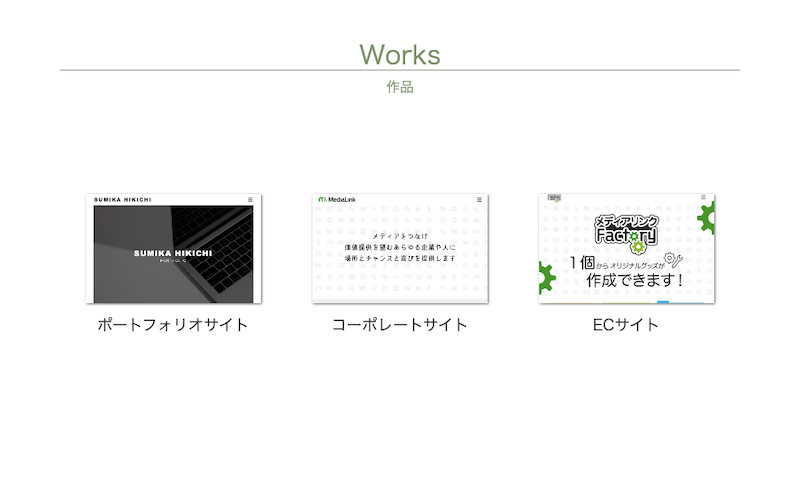 Works
作品
SUMIKA HIKICHI
SUMIKA HIKICHI
ポートフォリオサイト
MediaLink
メディアをつなげ
価値提供を望むあらゆる企業や人に
場所とチャンスと喜びを提供します
コーポレートサイト
メディアリンク
Factory
1個からオリジナルグッズが
作成できます！
ECサイト